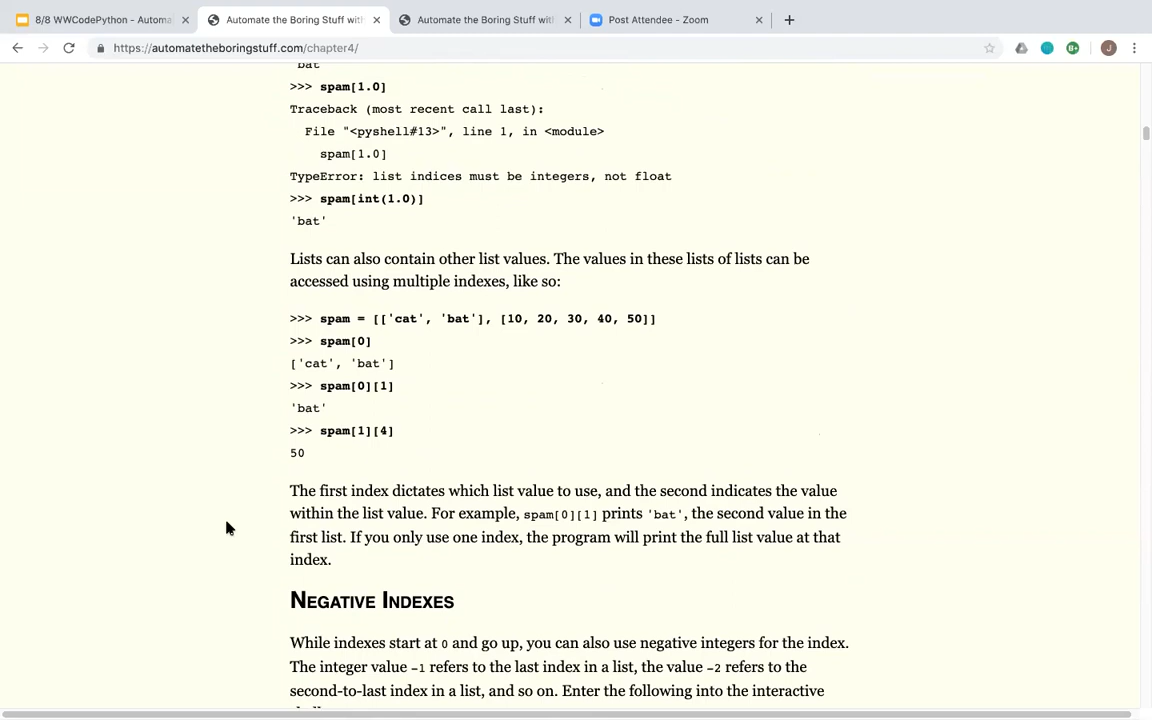 8/8 WWCodePython - Automa
Automate the Boring Stuff wit
Automate the Boring Stuff wit
Post Attendee - Zoom
https://automatetheboringstuff.com/chapter4/
J
'bat'
>>> spam[1.0]
Traceback (most recent call last):
File "<pyshell#13>", line 1, in <module>
spam[1.0]
TypeError: list indices must be integers, not float
>>> spam[int(1.0)]
'bat'
Lists can also contain other list values. The values in these lists of lists can be
accessed using multiple indexes, like so:
>>> spam = [['cat', 'bat'], [10, 20, 30, 40, 50]]
>>> spam[0]
['cat', 'bat']
>>> spam[0][1]
'bat'
>>> spam[1][4]
50
The first index dictates which list value to use, and the second indicates the value
within the list value. For example, spam[0][1] prints 'bat', the second value in the
first list. If you only use one index, the program will print the full list value at that
index.
NEGATIVE INDEXES
While indexes start at 0 and go up, you can also use negative integers for the index.
The integer value -1 refers to the last index in a list, the value -2 refers to the
second-to-last index in a list, and so on. Enter the following into the interactive